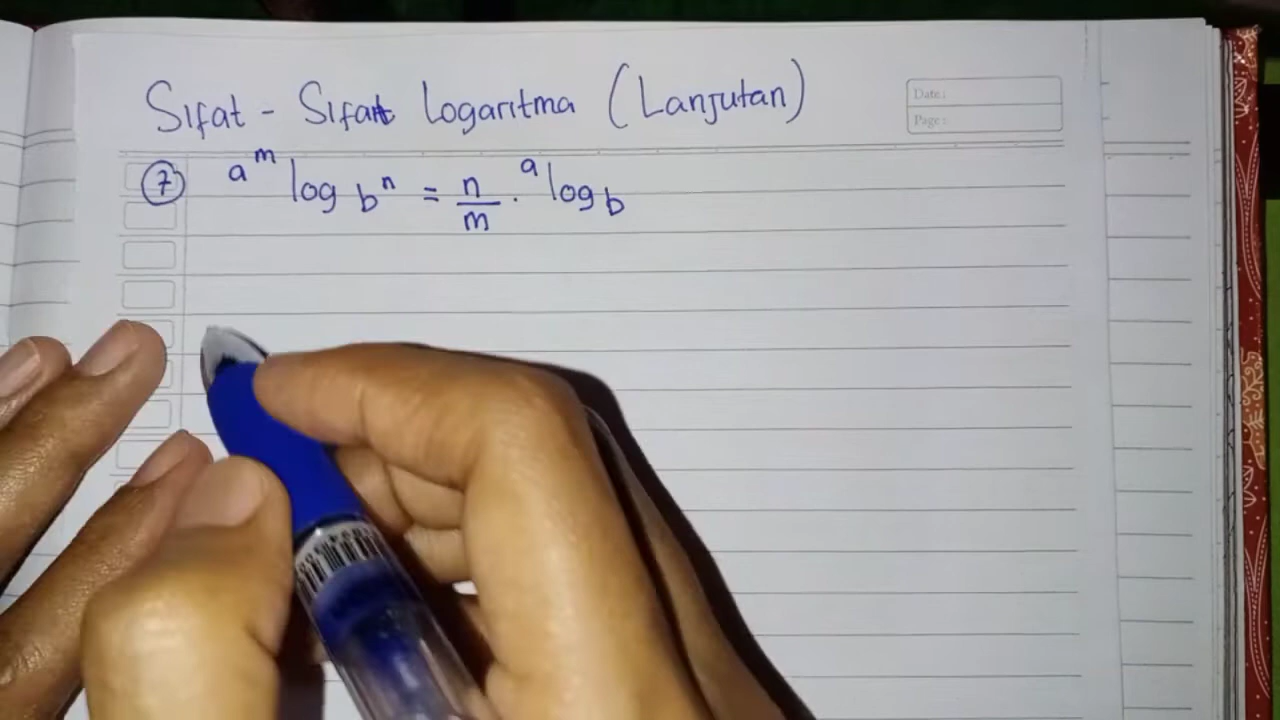 Sifat - Sifat Logaritma (Lanjutan)
Date:
Page:
⑦ a^m log b^n = n/m . ^a log b